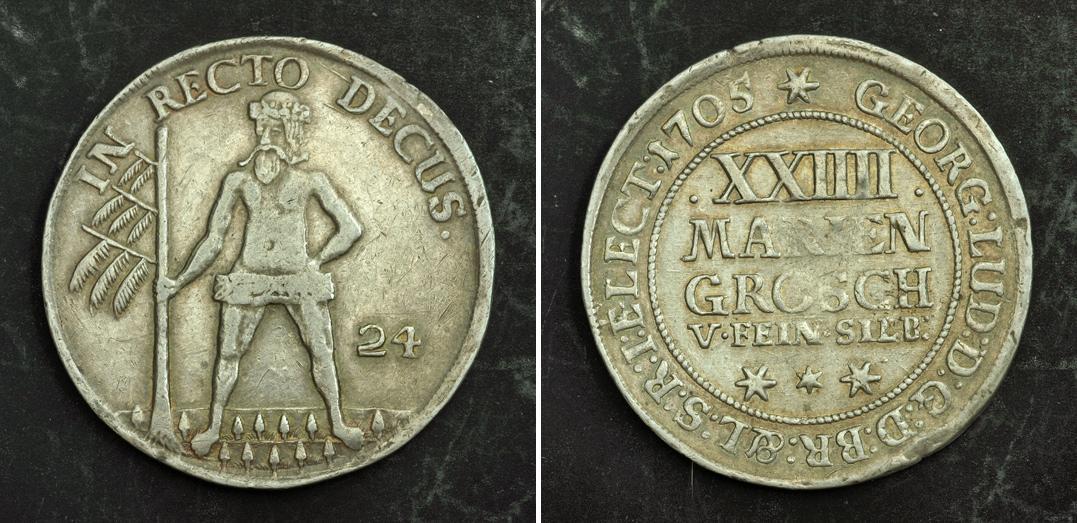 IN RECTO DECUS.
24
GEORG:LUD:D:G:D:BR:&L:S:R:I:ELECT:1705
.XXIIII.
MARIEN
GROSCH
V·FEIN·SILB: